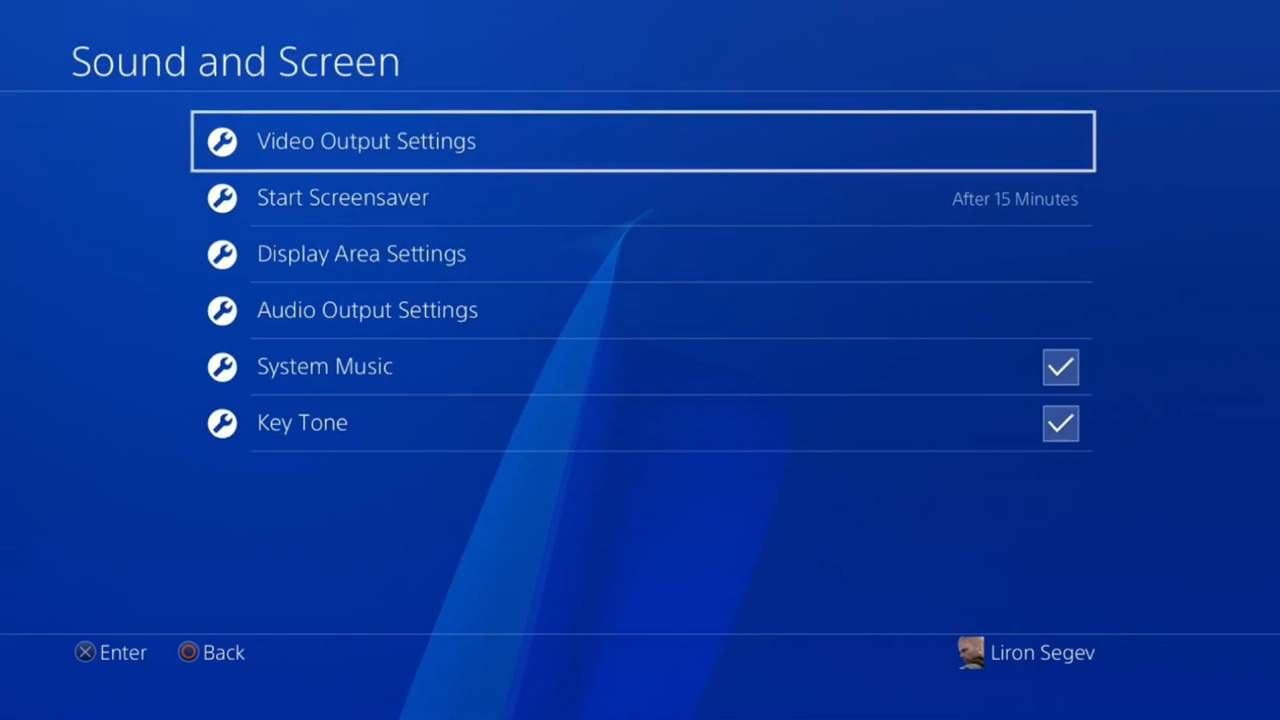 Sound and Screen
Video Output Settings
Start Screensaver After 15 Minutes
Display Area Settings
Audio Output Settings
System Music
Key Tone
Enter Back Liron Segev